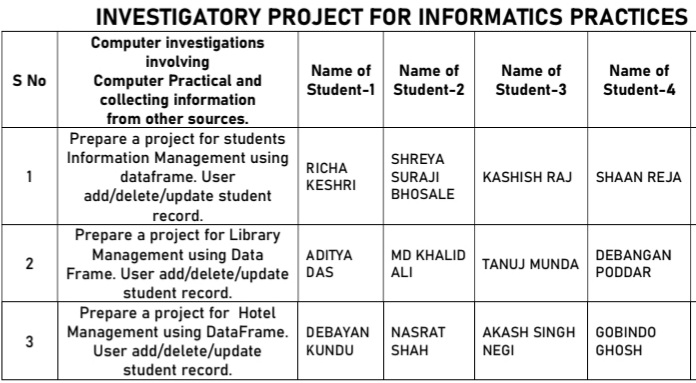 INVESTIGATORY PROJECT FOR INFORMATICS PRACTICES
S No
Computer investigations
involving
Computer Practical and
collecting information
from other sources.
Name of
Student-1
Name of
Student-2
Name of
Student-3
Name of
Student-4
1
Prepare a project for students
Information Management using
dataframe. User
add/delete/update student
record.
RICHA
KESHRI
SHREYA
SURAJI
BHOSALE
KASHISH RAJ
SHAAN REJA
2
Prepare a project for Library
Management using Data
Frame. User add/delete/update
student record.
ADITYA
DAS
MD KHALID
ALI
TANUJ MUNDA
DEBANGAN
PODDAR
3
Prepare a project for Hotel
Management using DataFrame.
User add/delete/update
student record.
DEBAYAN
KUNDU
NASRAT
SHAH
AKASH SINGH
NEGI
GOBINDO
GHOSH